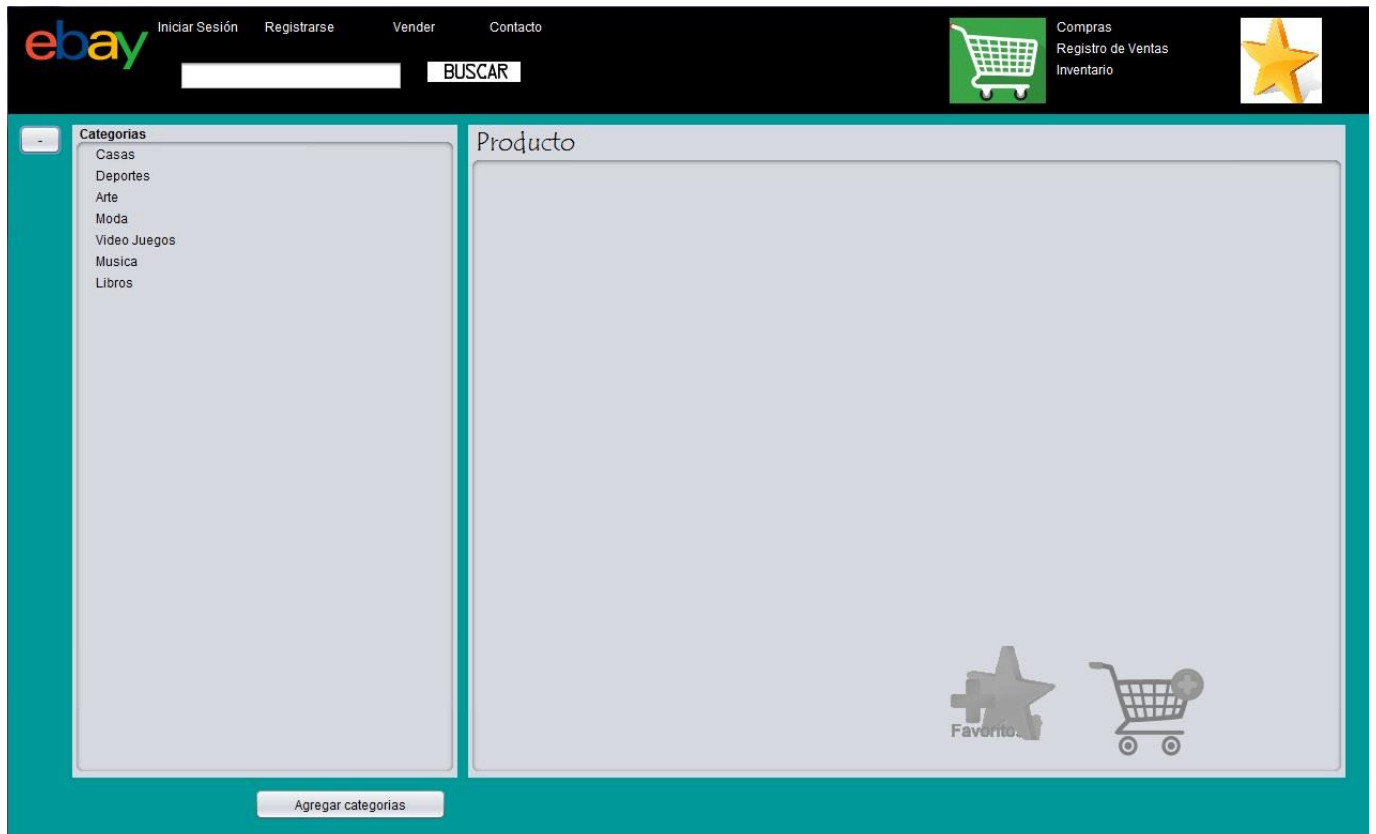 ebay
Iniciar Sesión Registrarse Vender Contacto
BUSCAR
Compras
Registro de Ventas
Inventario
-
Categorias
Casas
Deportes
Arte
Moda
Video Juegos
Musica
Libros
Producto
Agregar categorias